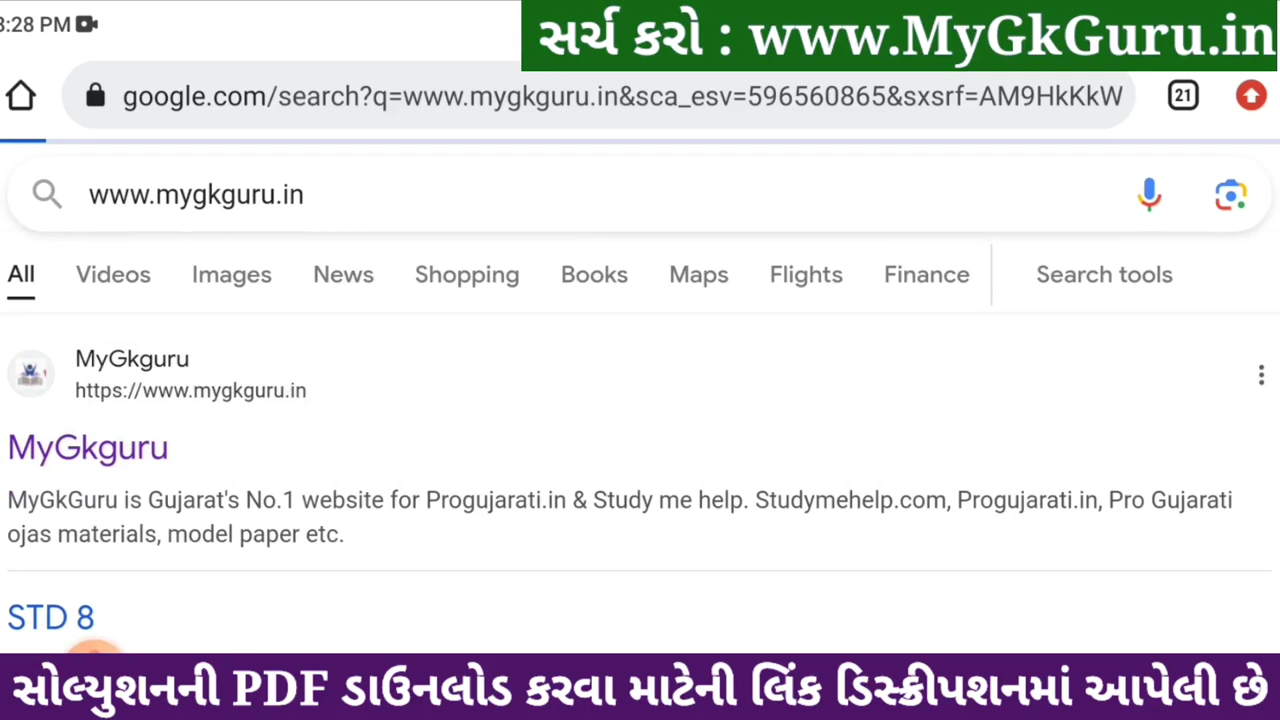 3:28 PM
સર્ચ કરો : www.MyGkGuru.in
google.com/search?q=www.mygkguru.in&sca_esv=596560865&sxsrf=AM9HkKkW
21
www.mygkguru.in
All Videos Images News Shopping Books Maps Flights Finance Search tools
MyGkguru
https://www.mygkguru.in
MyGkguru
MyGkGuru is Gujarat's No.1 website for Progujarati.in & Study me help. Studymehelp.com, Progujarati.in, Pro Gujarati
ojas materials, model paper etc.
STD 8
સોલ્યુશનની PDF ડાઉનલોડ કરવા માટેની લિંક ડિસ્ક્રીપશનમાં આપેલી છે